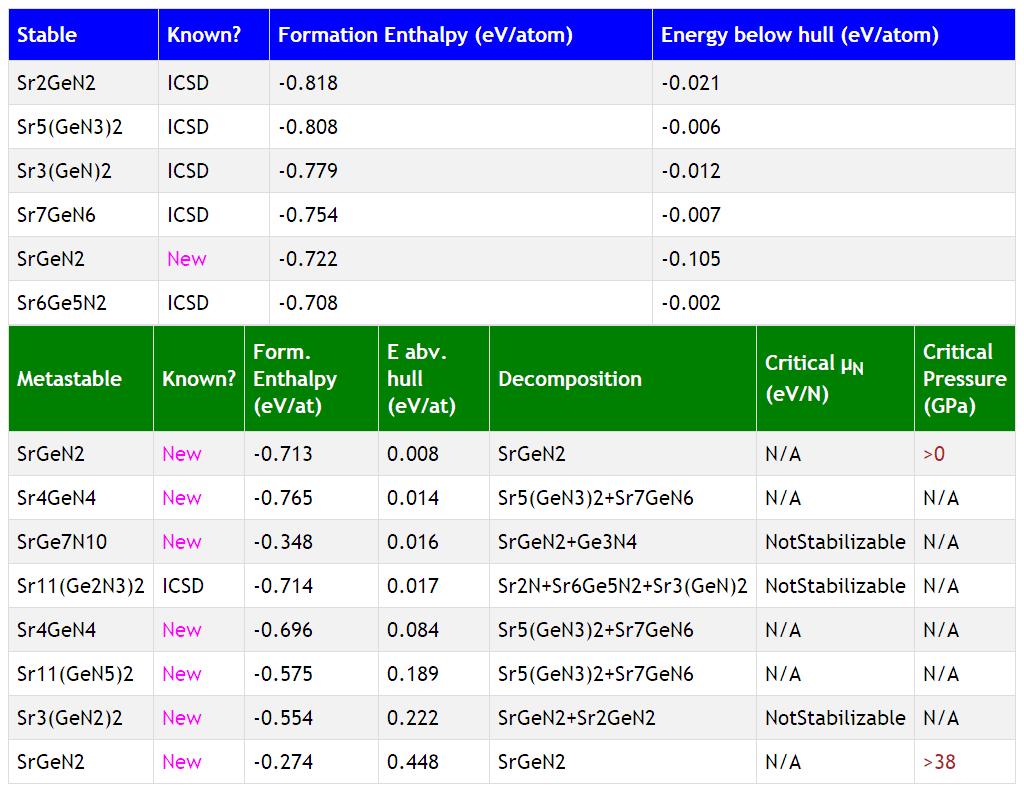 Stable Known? Formation Enthalpy (eV/atom) Energy below hull (eV/atom)
Sr2GeN2 ICSD -0.818 -0.021
Sr5(GeN3)2 ICSD -0.808 -0.006
Sr3(GeN)2 ICSD -0.779 -0.012
Sr7GeN6 ICSD -0.754 -0.007
SrGeN2 New -0.722 -0.105
Sr6Ge5N2 ICSD -0.708 -0.002
Metastable Known? Form. Enthalpy (eV/at) E abv. hull (eV/at) Decomposition Critical μN (eV/N) Critical Pressure (GPa)
SrGeN2 New -0.713 0.008 SrGeN2 N/A >0
Sr4GeN4 New -0.765 0.014 Sr5(GeN3)2+Sr7GeN6 N/A N/A
SrGe7N10 New -0.348 0.016 SrGeN2+Ge3N4 NotStabilizable N/A
Sr11(Ge2N3)2 ICSD -0.714 0.017 Sr2N+Sr6Ge5N2+Sr3(GeN)2 NotStabilizable N/A
Sr4GeN4 New -0.696 0.084 Sr5(GeN3)2+Sr7GeN6 N/A N/A
Sr11(GeN5)2 New -0.575 0.189 Sr5(GeN3)2+Sr7GeN6 N/A N/A
Sr3(GeN2)2 New -0.554 0.222 SrGeN2+Sr2GeN2 NotStabilizable N/A
SrGeN2 New -0.274 0.448 SrGeN2 N/A >38